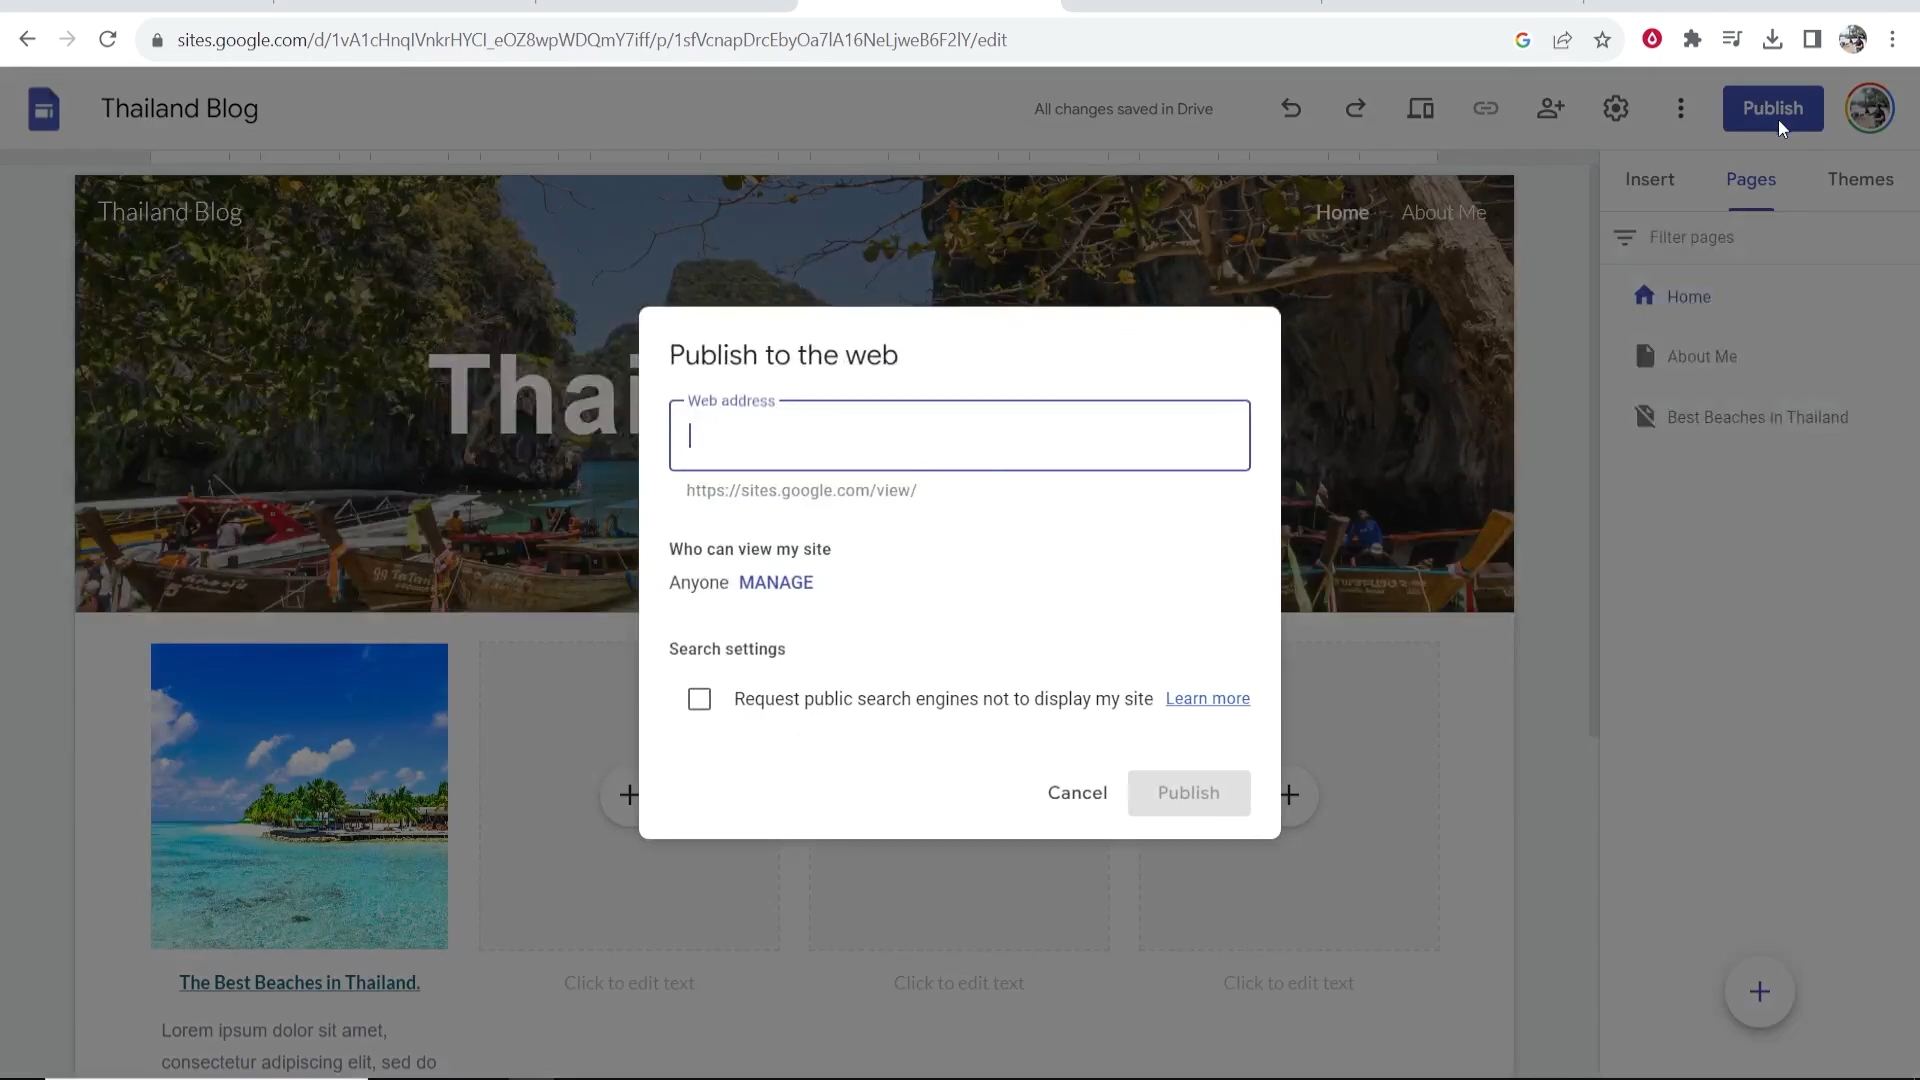 sites.google.com/d/1vA1cHnqlVnkrHYCl_eOZ8wpWDQmY7iff/p/1sfVcnapDrcEbyOa7lA16NeLjweB6F2lY/edit
Thailand Blog
All changes saved in Drive
Publish
Insert
Pages
Themes
Filter pages
Home
About Me
Best Beaches in Thailand
Thailand Blog
Home
About Me
Thai
Publish to the web
Web address
https://sites.google.com/view/
Who can view my site
Anyone MANAGE
Search settings
Request public search engines not to display my site Learn more
Cancel
Publish
The Best Beaches in Thailand.
Click to edit text
Click to edit text
Click to edit text
Lorem ipsum dolor sit amet,
consectetur adipiscing elit, sed do